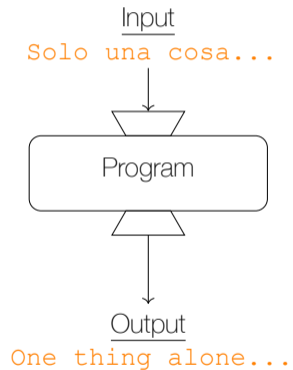 Input
Solo una cosa...
Program
Output
One thing alone...